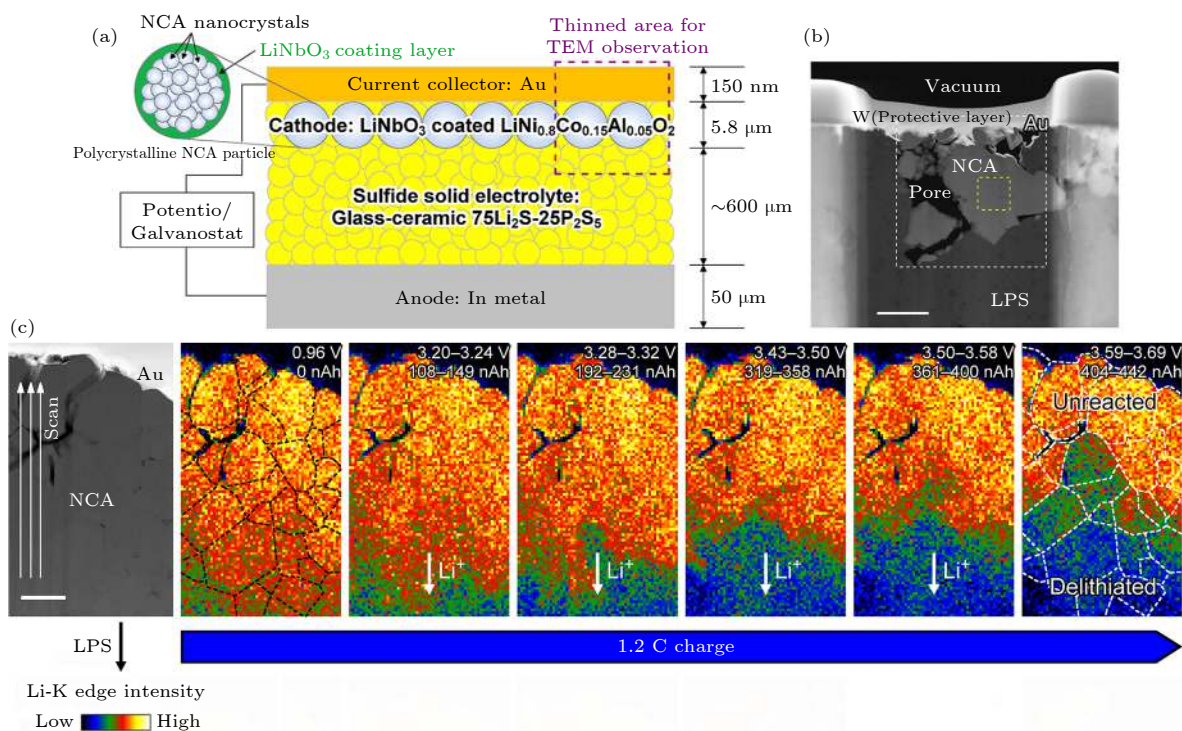 (a)
NCA nanocrystals
LiNbO₃ coating layer
Polycrystalline NCA particle
Potentio/
Galvanostat
Thinned area for
TEM observation
Current collector: Au
Cathode: LiNbO₃ coated LiNi₀.₈Co₀.₁₅Al₀.₀₅O₂
Sulfide solid electrolyte:
Glass-ceramic 75Li₂S-25P₂S₅
Anode: In metal
150 nm
5.8 μm
~600 μm
50 μm
(b)
Vacuum
W(Protective layer)
Au
NCA
Pore
LPS
(c)
Au
Scan
NCA
0.96 V
0 nAh
3.20–3.24 V
108–149 nAh
Li⁺
3.28–3.32 V
192–231 nAh
Li⁺
3.43–3.50 V
319–358 nAh
Li⁺
3.50–3.58 V
361–400 nAh
Li⁺
3.59–3.69 V
404–442 nAh
Unreacted
Delithiated
LPS
1.2 C charge
Li-K edge intensity
Low
High